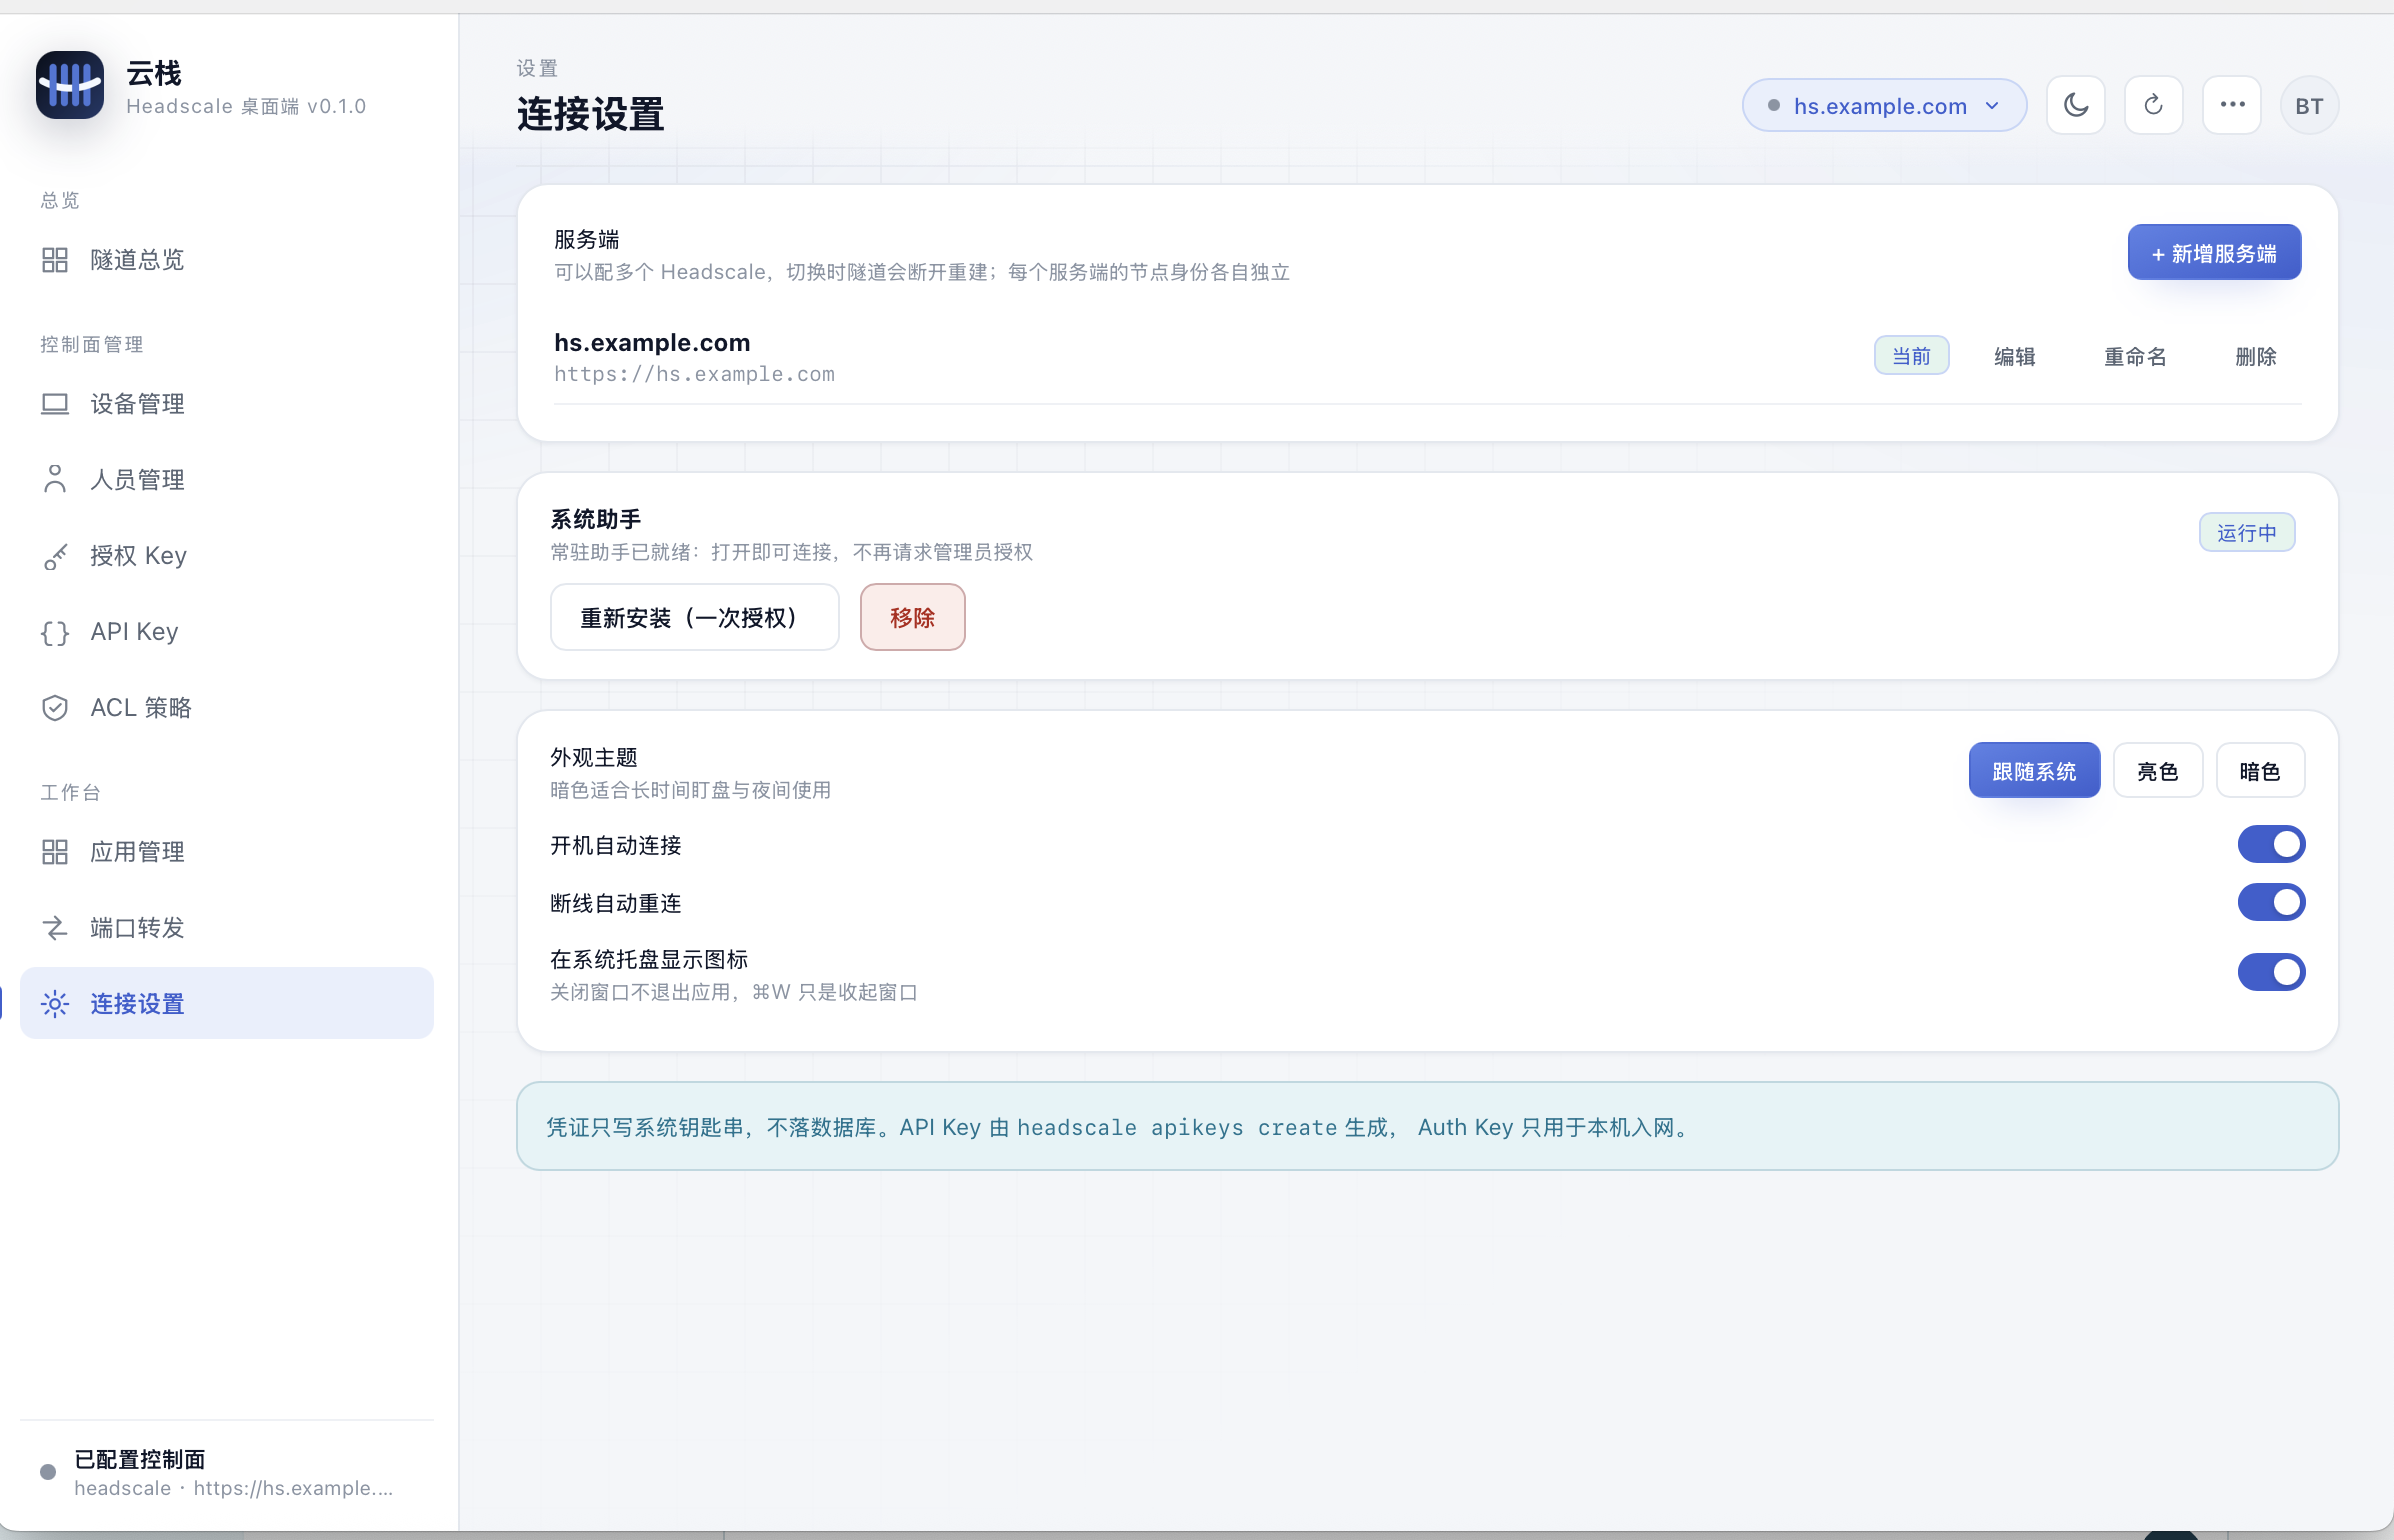 云栈
Headscale 桌面端 v0.1.0
总览
隧道总览
控制面管理
设备管理
人员管理
授权 Key
API Key
ACL 策略
工作台
应用管理
端口转发
连接设置
已配置控制面
headscale · https://hs.example....
设置
连接设置
hs.example.com
BT
服务端
可以配多个 Headscale，切换时隧道会断开重建；每个服务端的节点身份各自独立
+ 新增服务端
hs.example.com
https://hs.example.com
当前 编辑 重命名 删除
系统助手
常驻助手已就绪：打开即可连接，不再请求管理员授权
运行中
重新安装（一次授权） 移除
外观主题
暗色适合长时间盯盘与夜间使用
跟随系统 亮色 暗色
开机自动连接
断线自动重连
在系统托盘显示图标
关闭窗口不退出应用，⌘W 只是收起窗口
凭证只写系统钥匙串，不落数据库。API Key 由 headscale apikeys create 生成， Auth Key 只用于本机入网。